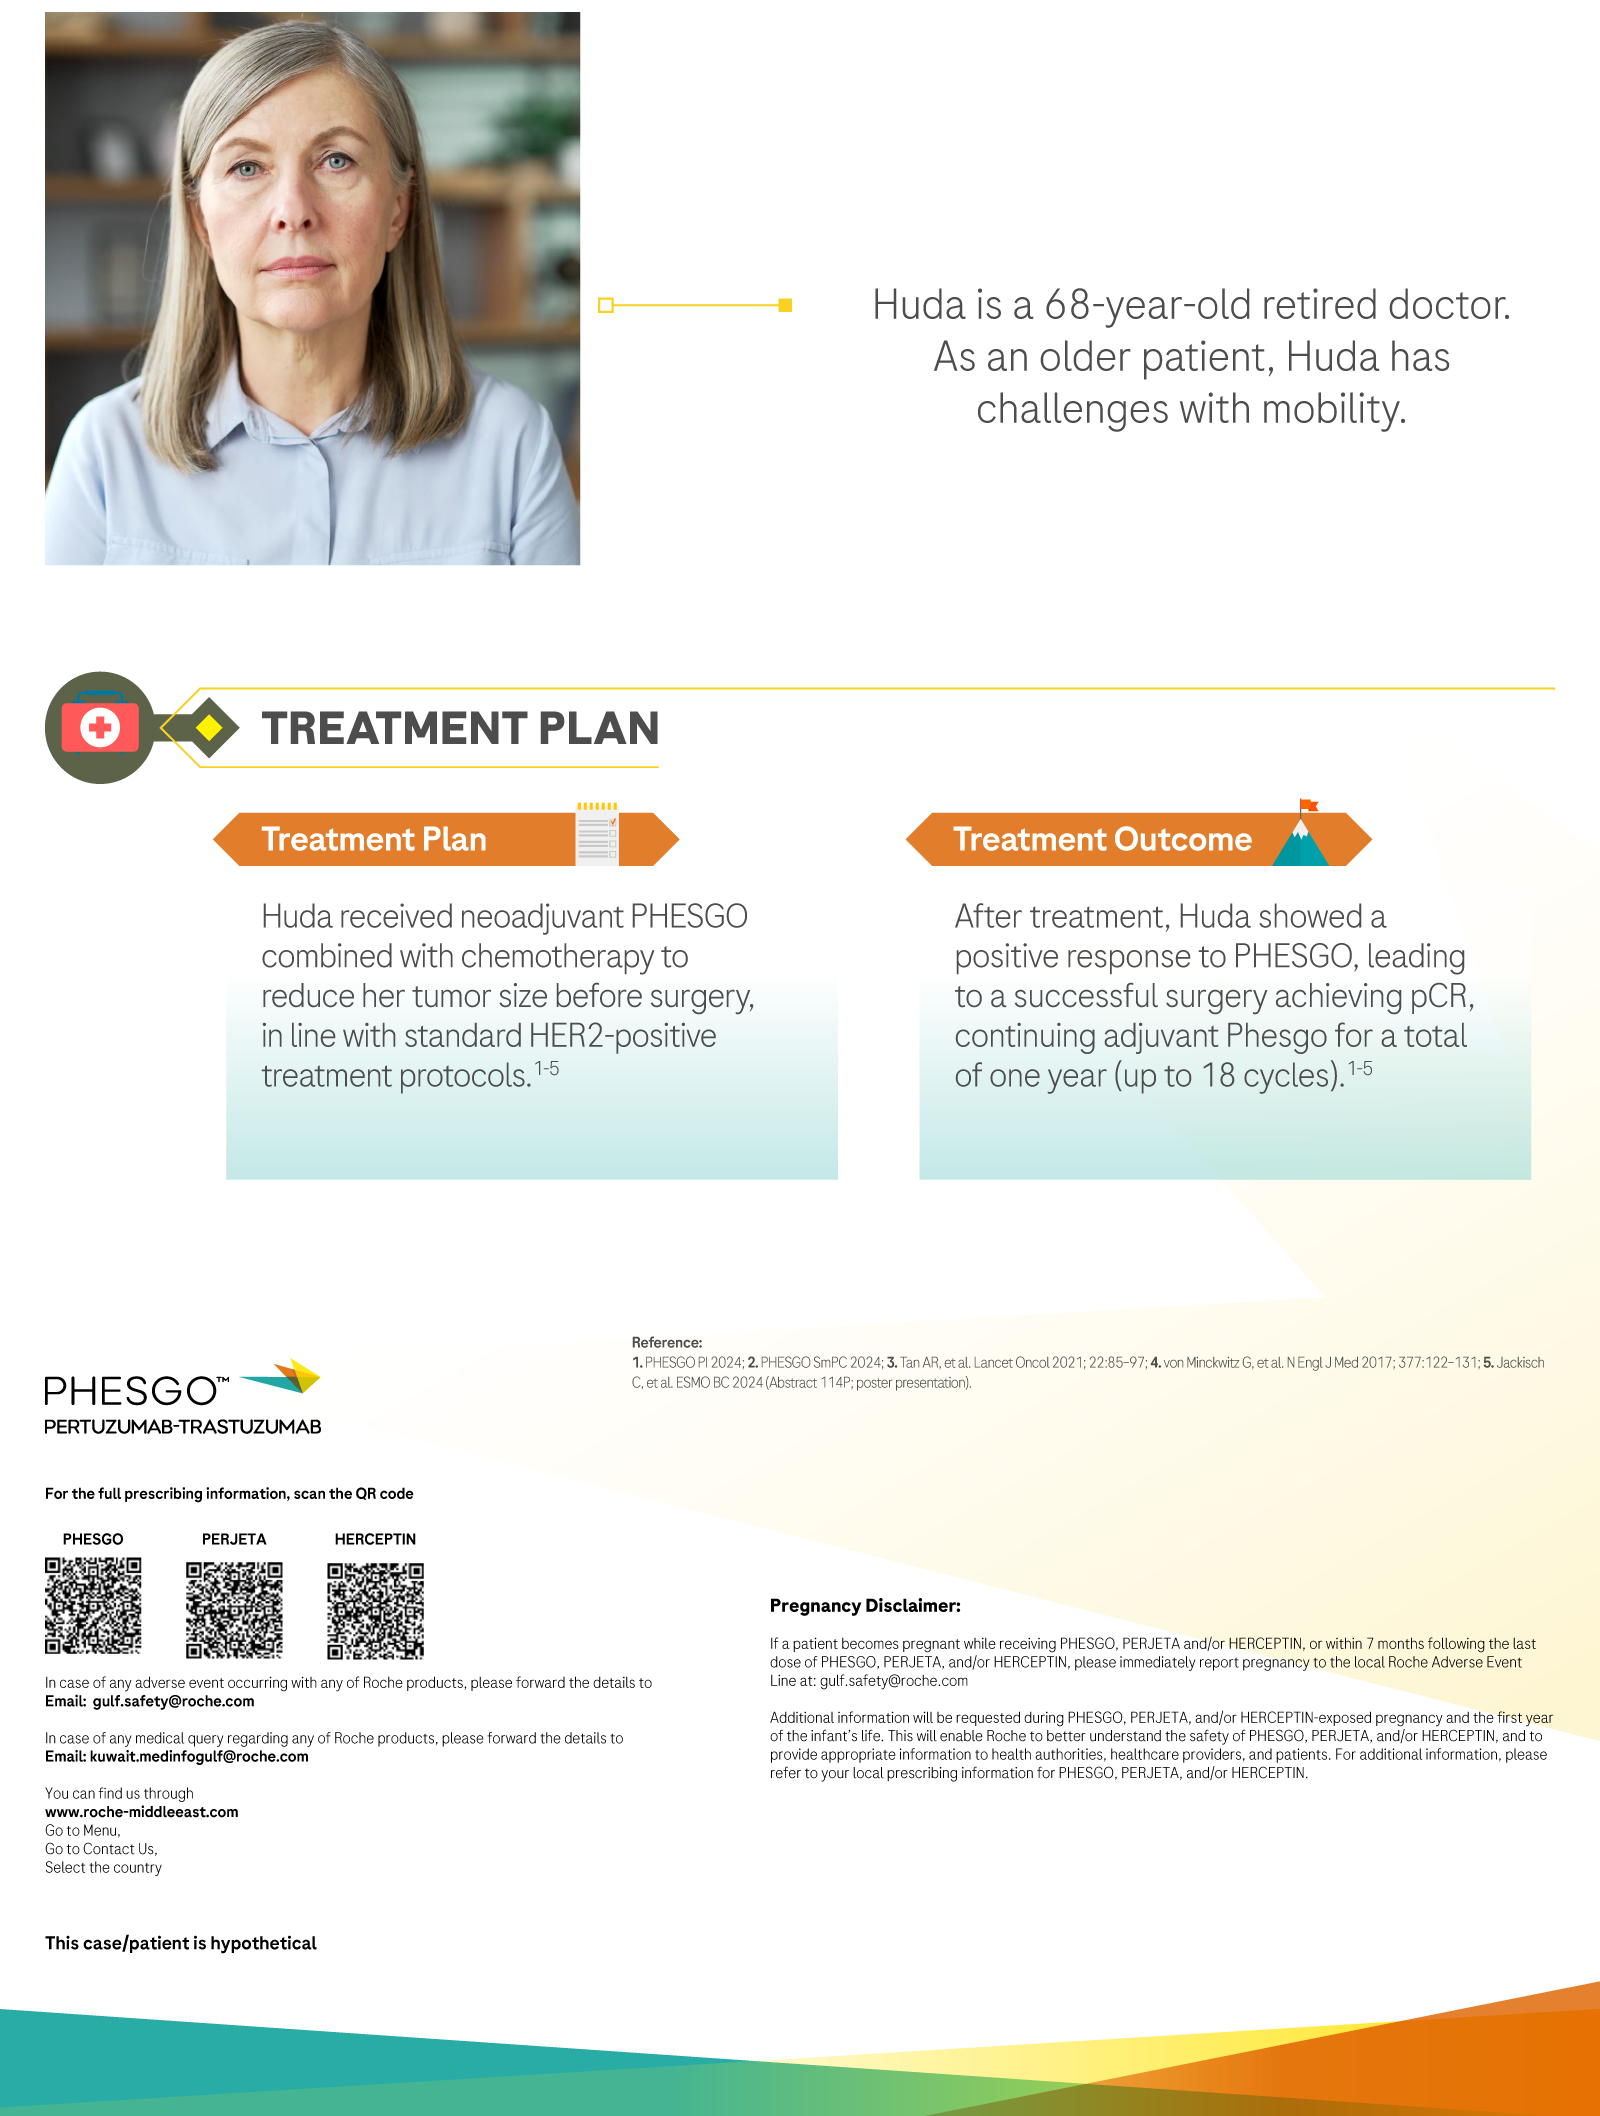 Huda is a 68-year-old retired doctor.
As an older patient, Huda has
challenges with mobility.
TREATMENT PLAN
Treatment Plan
Huda received neoadjuvant PHESGO
combined with chemotherapy to
reduce her tumor size before surgery,
in line with standard HER2-positive
treatment protocols.1-5
Treatment Outcome
After treatment, Huda showed a
positive response to PHESGO, leading
to a successful surgery achieving pCR,
continuing adjuvant Phesgo for a total
of one year (up to 18 cycles).1-5
Reference:
1. PHESGO PI 2024; 2. PHESGO SmPC 2024; 3. Tan AR, et al. Lancet Oncol 2021; 22:85–97; 4. von Minckwitz G, et al. N Engl J Med 2017; 377:122–131; 5. Jackisch
C, et al. ESMO BC 2024 (Abstract 114P; poster presentation).
PHESGO™
PERTUZUMAB-TRASTUZUMAB
For the full prescribing information, scan the QR code
PHESGO PERJETA HERCEPTIN
In case of any adverse event occurring with any of Roche products, please forward the details to
Email: gulf.safety@roche.com
In case of any medical query regarding any of Roche products, please forward the details to
Email: kuwait.medinfogulf@roche.com
You can find us through
www.roche-middleeast.com
Go to Menu,
Go to Contact Us,
Select the country
Pregnancy Disclaimer:
If a patient becomes pregnant while receiving PHESGO, PERJETA and/or HERCEPTIN, or within 7 months following the last
dose of PHESGO, PERJETA, and/or HERCEPTIN, please immediately report pregnancy to the local Roche Adverse Event
Line at: gulf.safety@roche.com
Additional information will be requested during PHESGO, PERJETA, and/or HERCEPTIN-exposed pregnancy and the first year
of the infant's life. This will enable Roche to better understand the safety of PHESGO, PERJETA, and/or HERCEPTIN, and to
provide appropriate information to health authorities, healthcare providers, and patients. For additional information, please
refer to your local prescribing information for PHESGO, PERJETA, and/or HERCEPTIN.
This case/patient is hypothetical